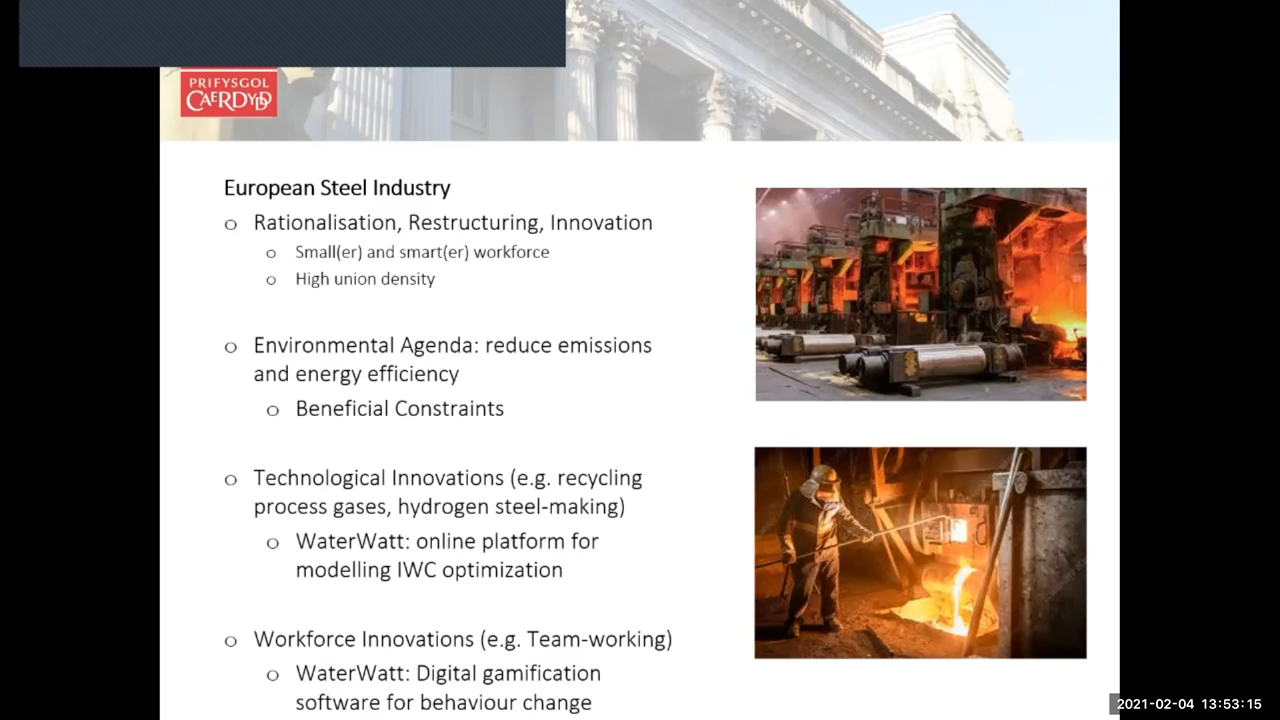 PRIFYSGOL
CAERDYDD
European Steel Industry
o Rationalisation, Restructuring, Innovation
o Small(er) and smart(er) workforce
o High union density
o Environmental Agenda: reduce emissions
and energy efficiency
o Beneficial Constraints
o Technological Innovations (e.g. recycling
process gases, hydrogen steel-making)
o WaterWatt: online platform for
modelling IWC optimization
o Workforce Innovations (e.g. Team-working)
o WaterWatt: Digital gamification
software for behaviour change
2021-02-04 13:53:15